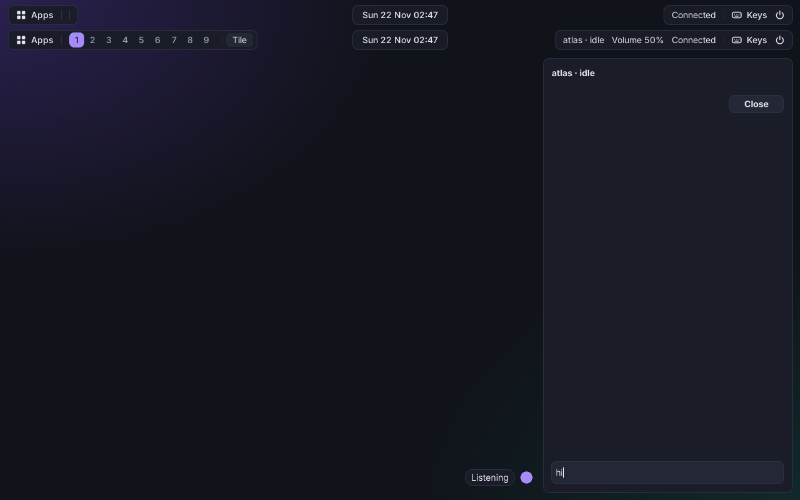 Apps Sun 22 Nov 02:47 Connected Keys
Apps 1 2 3 4 5 6 7 8 9 Tile Sun 22 Nov 02:47 atlas · idle Volume 50% Connected Keys
atlas · idle
Close
hi
Listening